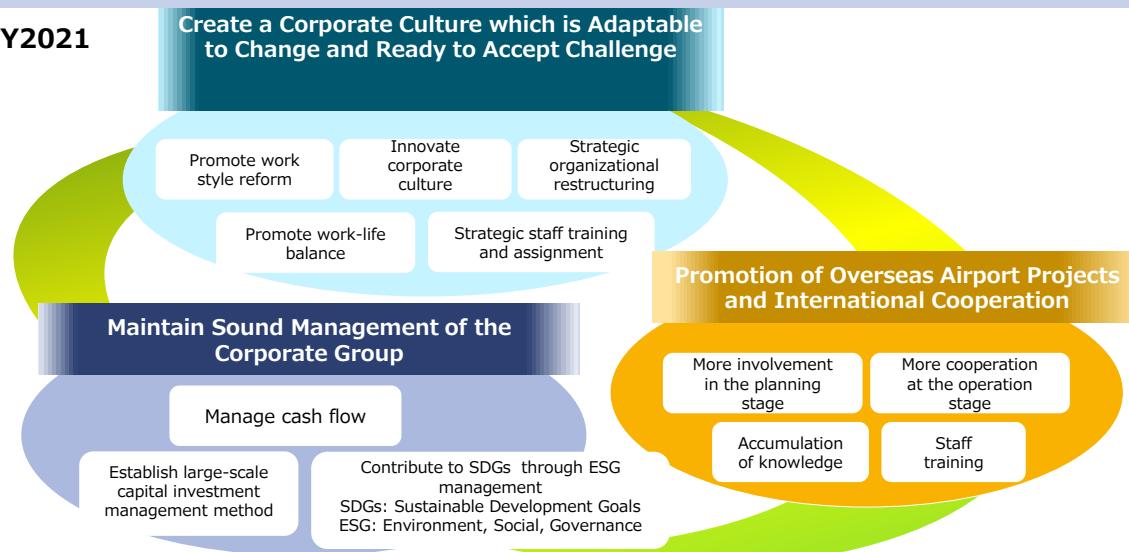 Y2021
Create a Corporate Culture which is Adaptable
to Change and Ready to Accept Challenge
Promote work
style reform
Innovate
corporate
culture
Strategic
organizational
restructuring
Promote work-life
balance
Strategic staff training
and assignment
Promotion of Overseas Airport Projects
and International Cooperation
More involvement
in the planning
stage
More cooperation
at the operation
stage
Accumulation
of knowledge
Staff
training
Maintain Sound Management of the
Corporate Group
Manage cash flow
Establish large-scale
capital investment
management method
Contribute to SDGs through ESG
management
SDGs: Sustainable Development Goals
ESG: Environment, Social, Governance